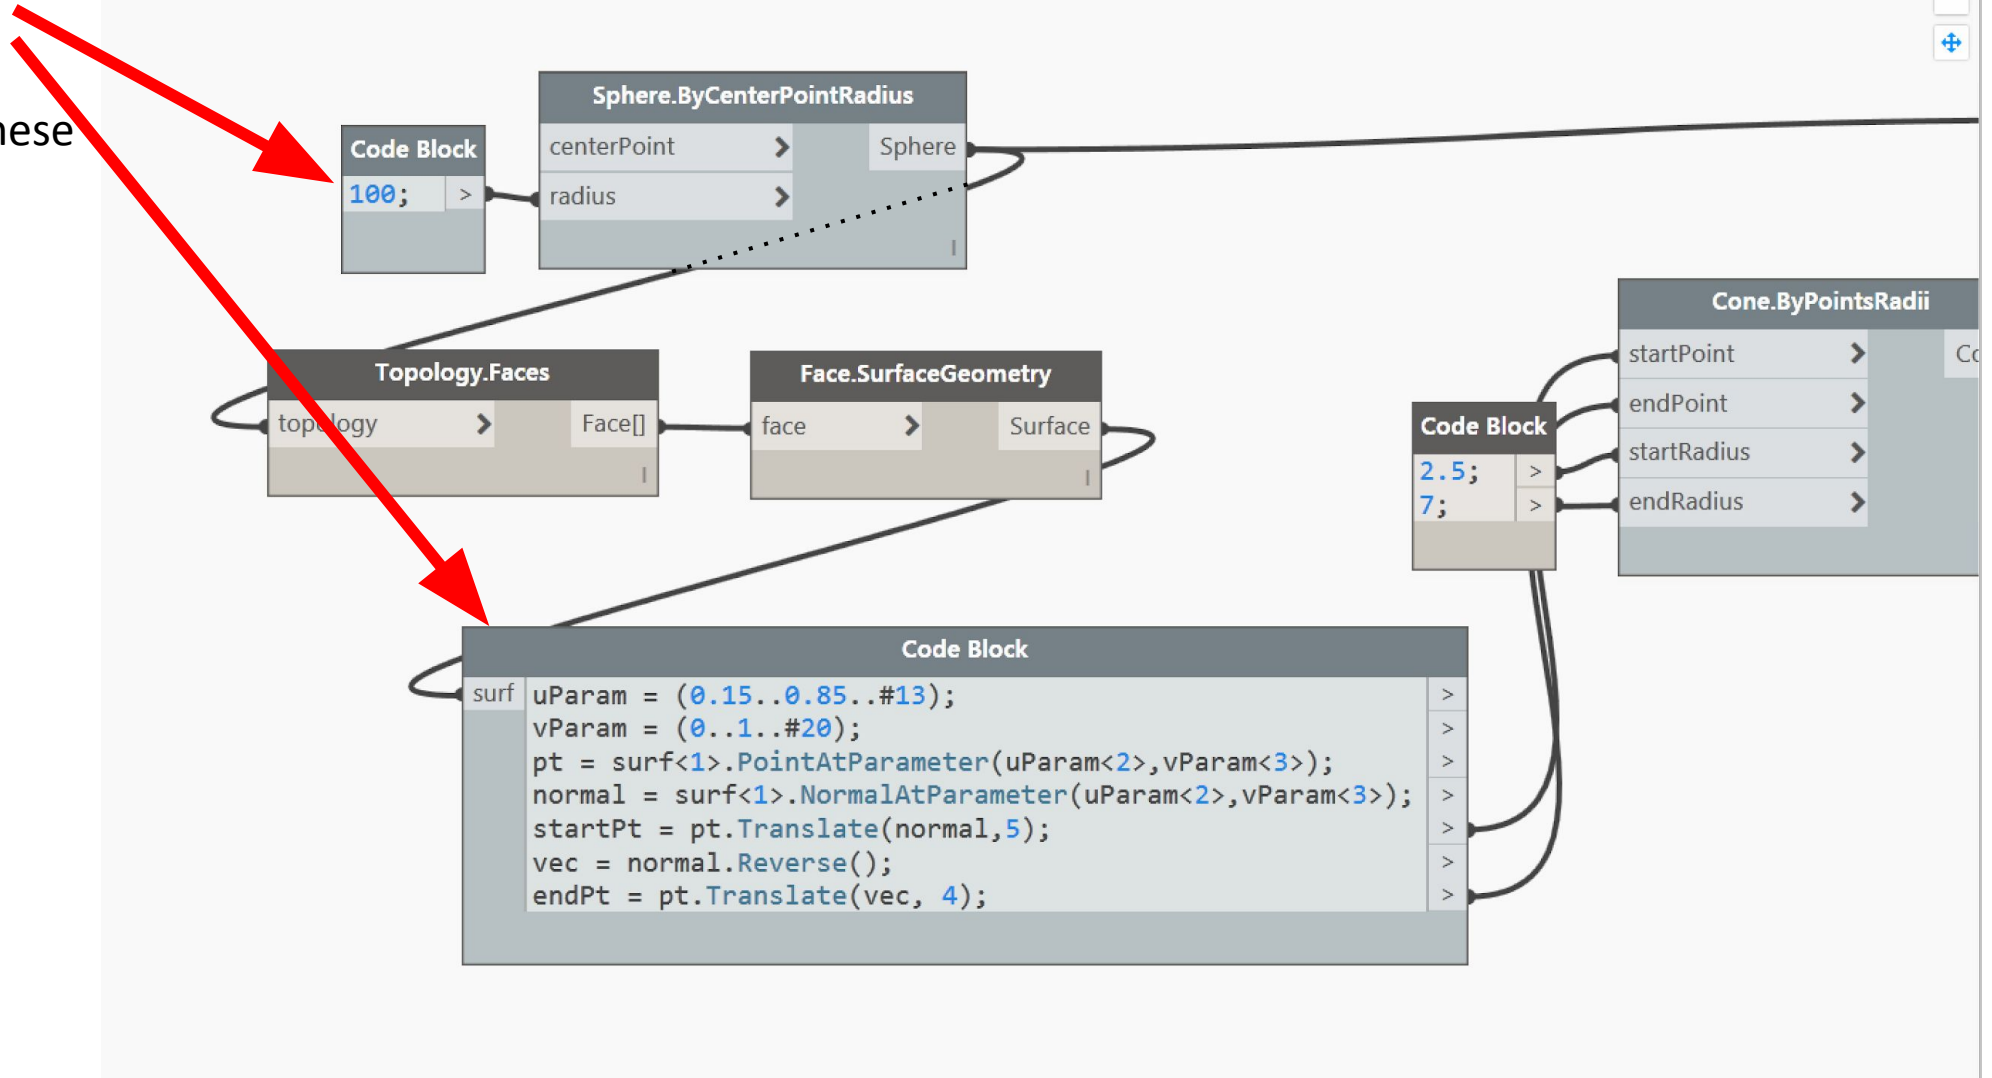 Sphere.ByCenterPointRadius
centerPoint > Sphere
radius >
Code Block
100; >
Topology.Faces
topology > Face[]
Face.SurfaceGeometry
face > Surface
Cone.ByPointsRadii
startPoint >
endPoint >
startRadius >
endRadius >
Code Block
2.5; >
7; >
Code Block
surf uParam = (0.15..0.85..#13); >
vParam = (0..1..#20); >
pt = surf<1>.PointAtParameter(uParam<2>,vParam<3>); >
normal = surf<1>.NormalAtParameter(uParam<2>,vParam<3>); >
startPt = pt.Translate(normal,5); >
vec = normal.Reverse(); >
endPt = pt.Translate(vec, 4); >